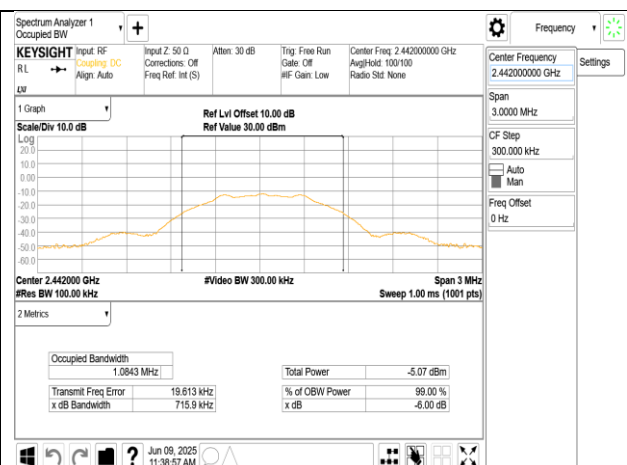 Spectrum Analyzer 1
Occupied BW
+
Frequency
KEYSIGHT
RL
LXI
Input: RF
Coupling: DC
Align: Auto
Input Z: 50 Ω
Corrections: Off
Freq Ref: Int (S)
Atten: 30 dB
Trig: Free Run
Gate: Off
#IF Gain: Low
Center Freq: 2.442000000 GHz
Avg|Hold: 100/100
Radio Std: None
Center Frequency
2.442000000 GHz
Settings
Span
3.0000 MHz
CF Step
300.000 kHz
Auto
Man
Freq Offset
0 Hz
1 Graph
Scale/Div 10.0 dB
Ref Lvl Offset 10.00 dB
Ref Value 30.00 dBm
Log
20.0
10.0
0.00
-10.0
-20.0
-30.0
-40.0
-50.0
-60.0
Center 2.442000 GHz
#Res BW 100.00 kHz
#Video BW 300.00 kHz
Span 3 MHz
Sweep 1.00 ms (1001 pts)
2 Metrics
Occupied Bandwidth
1.0843 MHz
Total Power -5.07 dBm
Transmit Freq Error 19.613 kHz
% of OBW Power 99.00 %
x dB Bandwidth 715.9 kHz
x dB -6.00 dB
?
Jun 09, 2025
11:38:57 AM